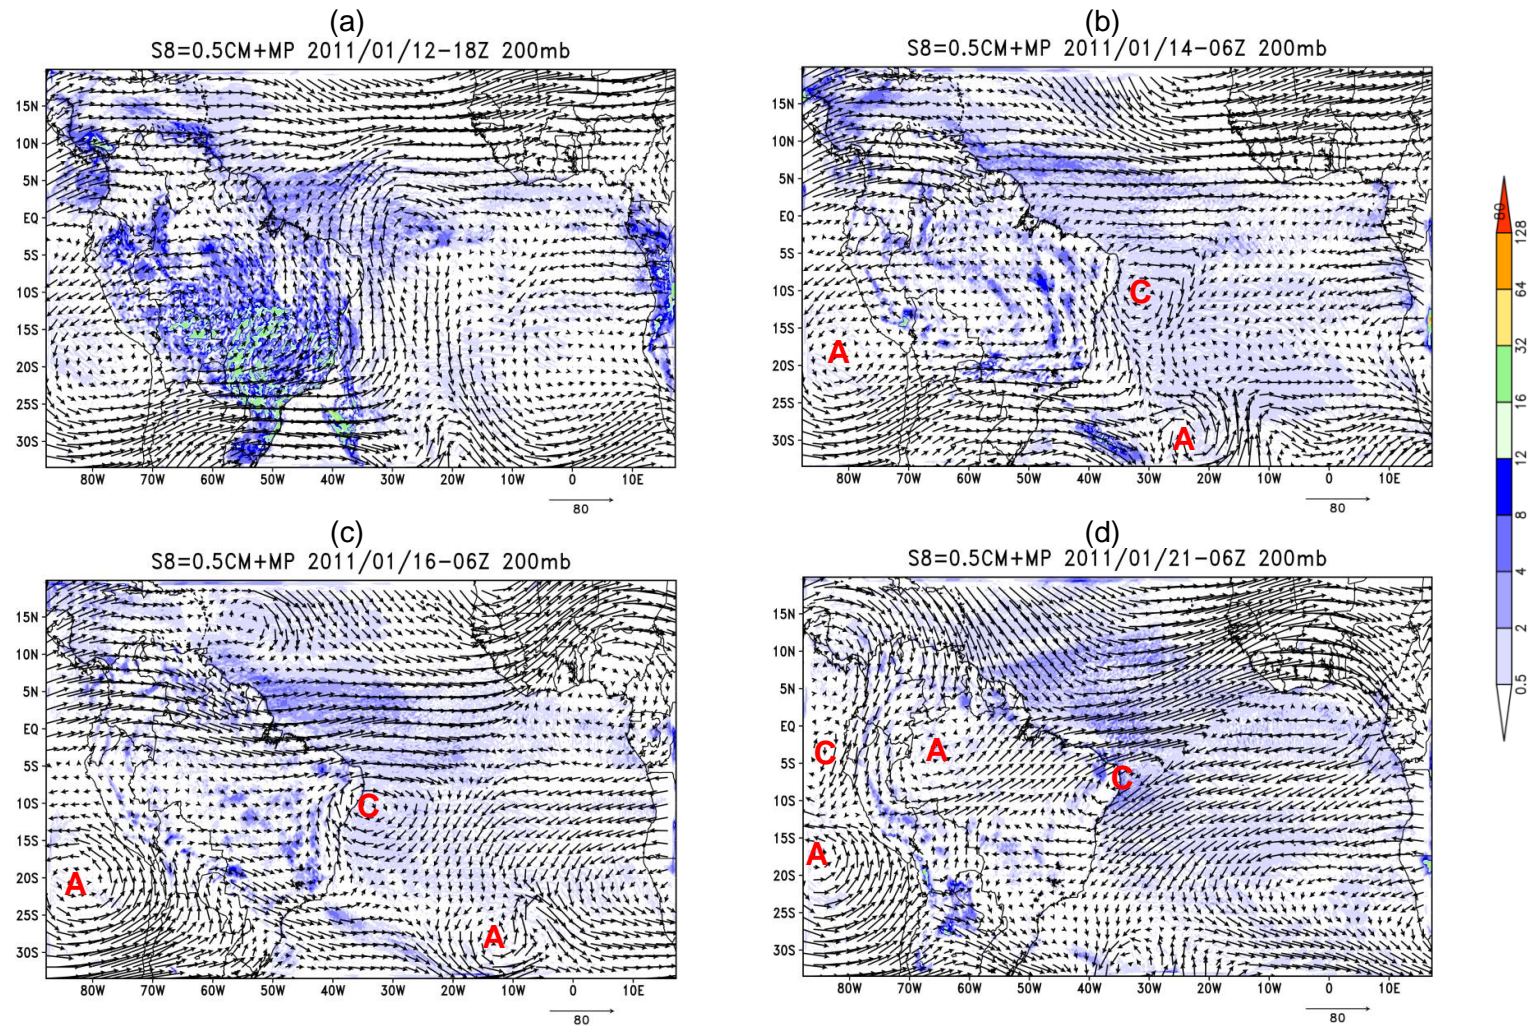 (a)
S8=0.5CM+MP 2011/01/12-18Z 200mb
15N
10N
5N
EQ
5S
10S
15S
20S
25S
30S
80W 70W 60W 50W 40W 30W 20W 10W 0 10E
80
(b)
S8=0.5CM+MP 2011/01/14-06Z 200mb
15N
10N
5N
EQ
5S
10S
15S
20S
25S
30S
C
A
A
80W 70W 60W 50W 40W 30W 20W 10W 0 10E
80
(c)
S8=0.5CM+MP 2011/01/16-06Z 200mb
15N
10N
5N
EQ
5S
10S
15S
20S
25S
30S
C
A
A
80W 70W 60W 50W 40W 30W 20W 10W 0 10E
80
(d)
S8=0.5CM+MP 2011/01/21-06Z 200mb
15N
10N
5N
EQ
5S
10S
15S
20S
25S
30S
C
A
C
A
80W 70W 60W 50W 40W 30W 20W 10W 0 10E
80
80
128
64
32
16
12
8
4
2
0.5